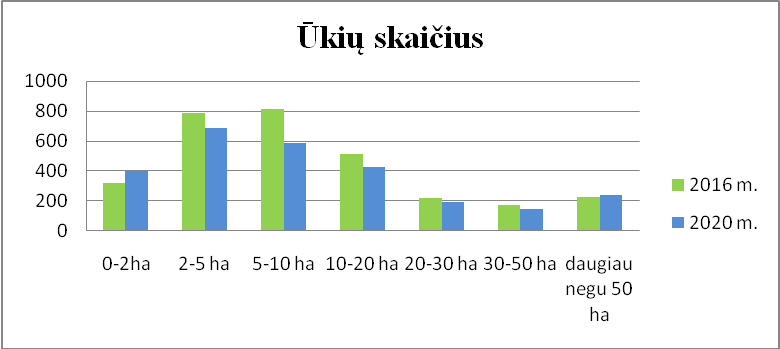 Ūkių skaičius
1000
800
600
400
200
0
0-2ha
2-5 ha
5-10 ha
10-20 ha
20-30 ha
30-50 ha
daugiau
negu 50
ha
2016 m.
2020 m.